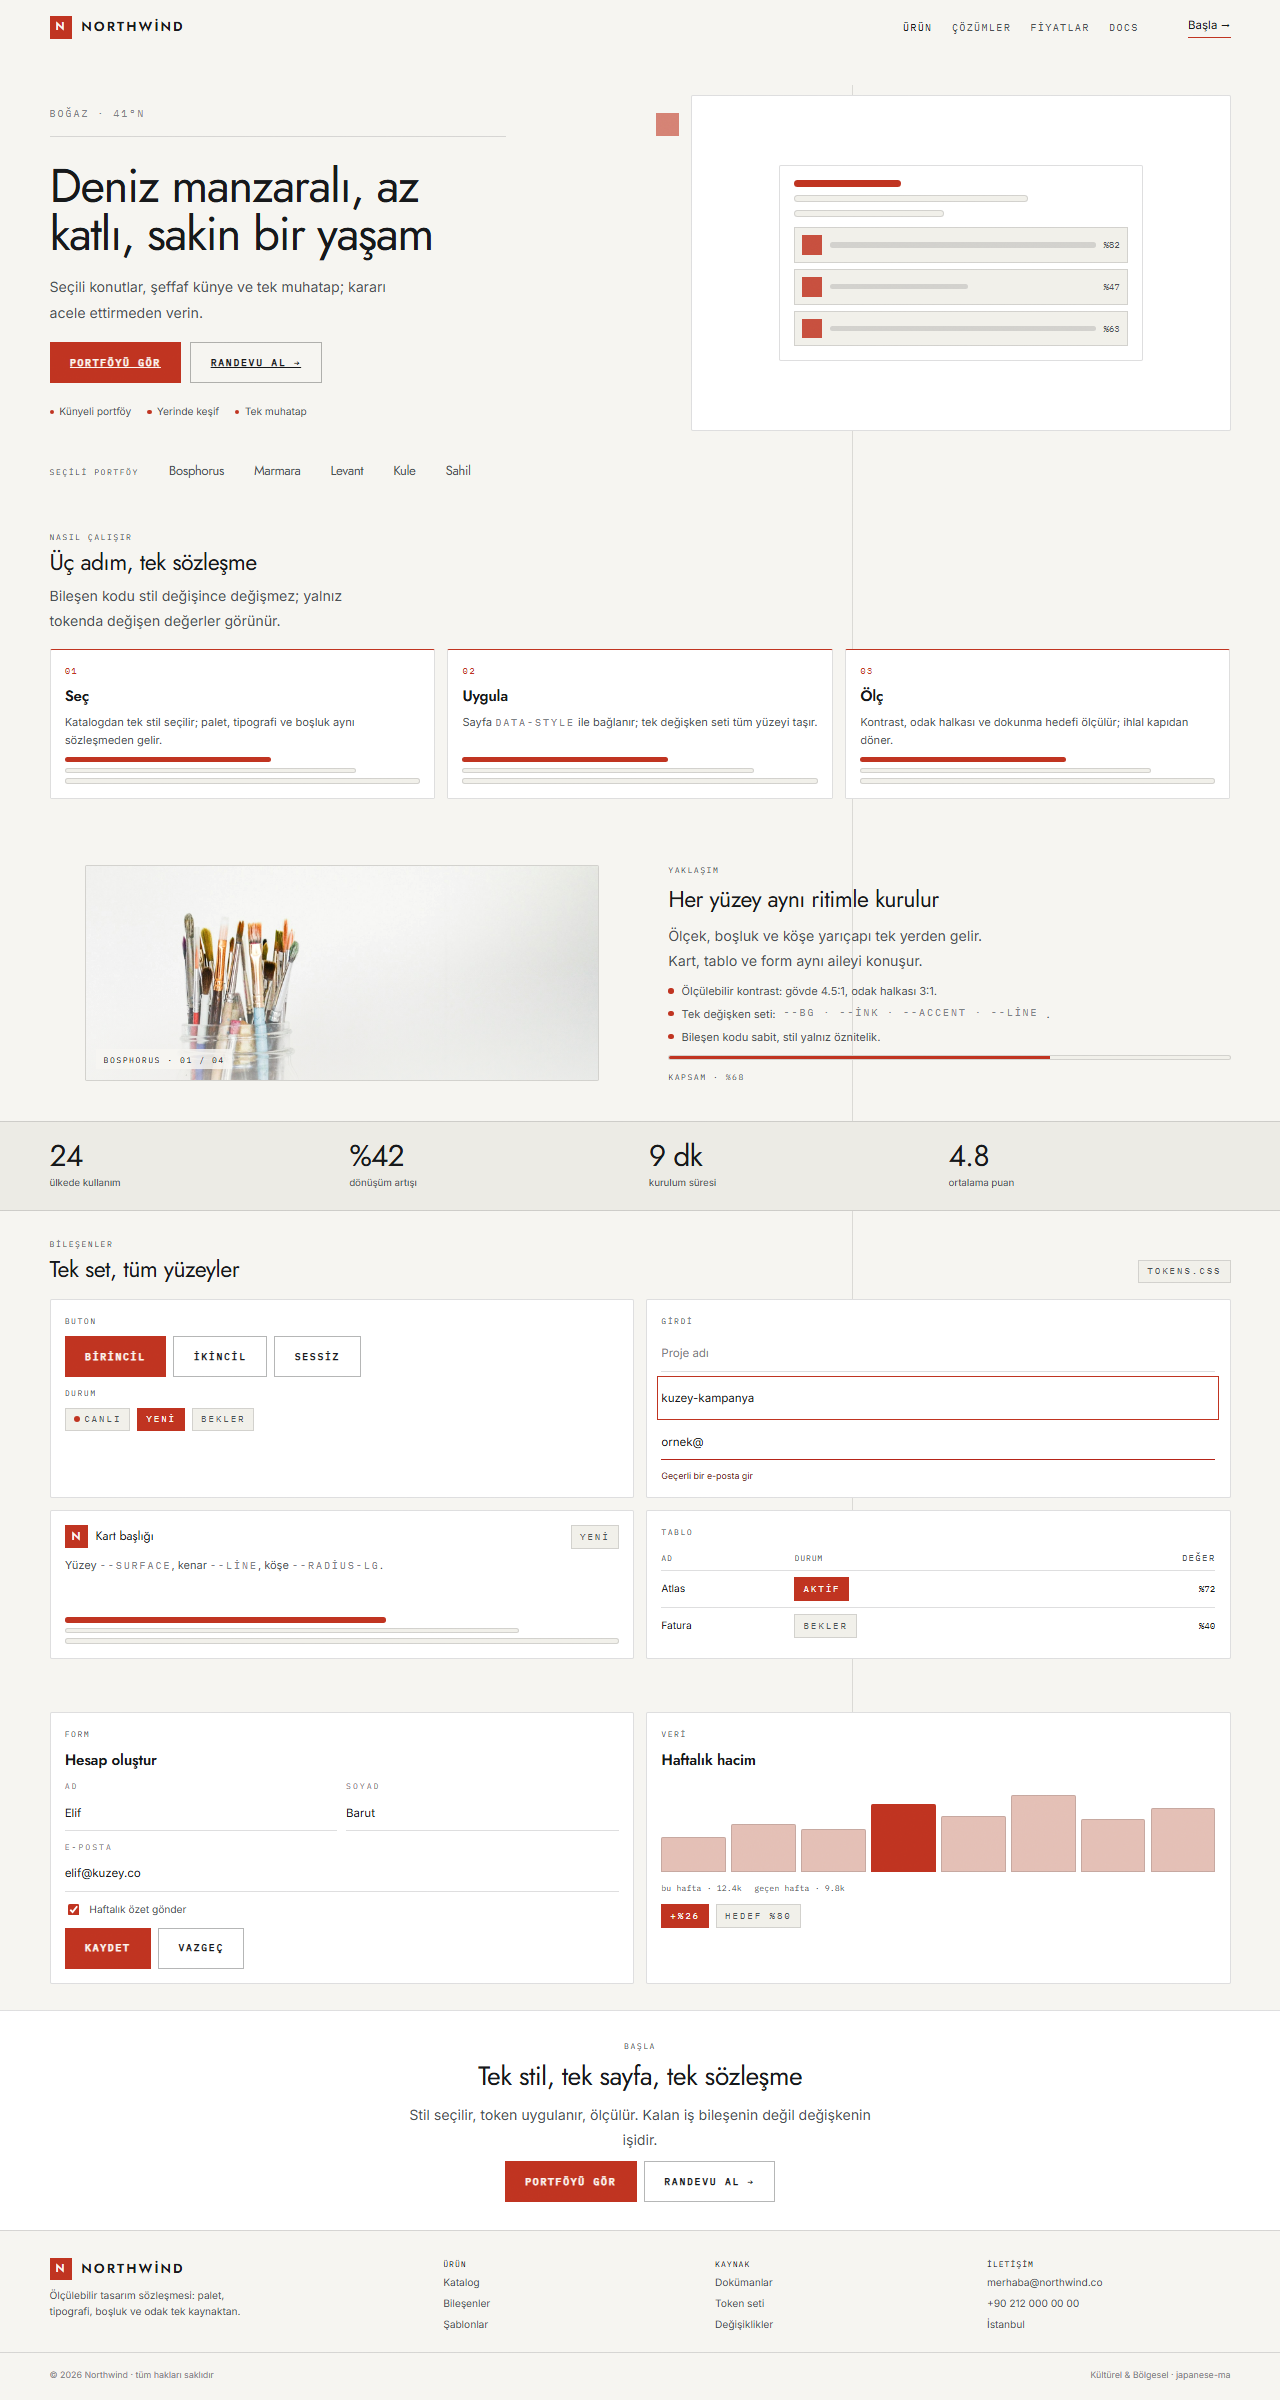 N NORTHWİND
ÜRÜN ÇÖZÜMLER FİYATLAR DOCS Başla →
BOĞAZ · 41°N
Deniz manzaralı, az
katlı, sakin bir yaşam
Seçili konutlar, şeffaf künye ve tek muhatap; kararı
acele ettirmeden verin.
PORTFÖYÜ GÖR RANDEVU AL →
Künyeli portföy Yerinde keşif Tek muhatap
%82
%47
%63
SEÇİLİ PORTFÖY Bosphorus Marmara Levant Kule Sahil
NASIL ÇALIŞIR
Üç adım, tek sözleşme
Bileşen kodu stil değişince değişmez; yalnız
tokenda değişen değerler görünür.
01
Seç
Katalogdan tek stil seçilir; palet, tipografi ve boşluk aynı
sözleşmeden gelir.
02
Uygula
Sayfa DATA-STYLE ile bağlanır; tek değişken seti tüm yüzeyi taşır.
03
Ölç
Kontrast, odak halkası ve dokunma hedefi ölçülür; ihlal kapıdan
döner.
BOSPHORUS · 01 / 04
YAKLAŞIM
Her yüzey aynı ritimle kurulur
Ölçek, boşluk ve köşe yarıçapı tek yerden gelir.
Kart, tablo ve form aynı aileyi konuşur.
Ölçülebilir kontrast: gövde 4.5:1, odak halkası 3:1.
Tek değişken seti: --BG · --İNK · --ACCENT · --LİNE .
Bileşen kodu sabit, stil yalnız öznitelik.
KAPSAM · %68
24 %42 9 dk 4.8
ülkede kullanım dönüşüm artışı kurulum süresi ortalama puan
BİLEŞENLER
Tek set, tüm yüzeyler
TOKENS.CSS
BUTON
BİRİNCİL İKİNCİL SESSİZ
DURUM
CANLI YENİ BEKLER
GİRDİ
Proje adı
kuzey-kampanya
ornek@
Geçerli bir e-posta gir
N Kart başlığı YENİ
Yüzey --SURFACE, kenar --LİNE, köşe --RADİUS-LG.
TABLO
AD DURUM DEĞER
Atlas AKTİF %72
Fatura BEKLER %40
FORM
Hesap oluştur
AD SOYAD
Elif Barut
E-POSTA
elif@kuzey.co
Haftalık özet gönder
KAYDET VAZGEÇ
VERİ
Haftalık hacim
bu hafta · 12.4k geçen hafta · 9.8k
+%26 HEDEF %80
BAŞLA
Tek stil, tek sayfa, tek sözleşme
Stil seçilir, token uygulanır, ölçülür. Kalan iş bileşenin değil değişkenin
işidir.
PORTFÖYÜ GÖR RANDEVU AL →
N NORTHWİND
Ölçülebilir tasarım sözleşmesi: palet,
tipografi, boşluk ve odak tek kaynaktan.
ÜRÜN
Katalog
Bileşenler
Şablonlar
KAYNAK
Dokümanlar
Token seti
Değişiklikler
İLETİŞİM
merhaba@northwind.co
+90 212 000 00 00
İstanbul
© 2026 Northwind · tüm hakları saklıdır
Kültürel & Bölgesel · japanese-ma